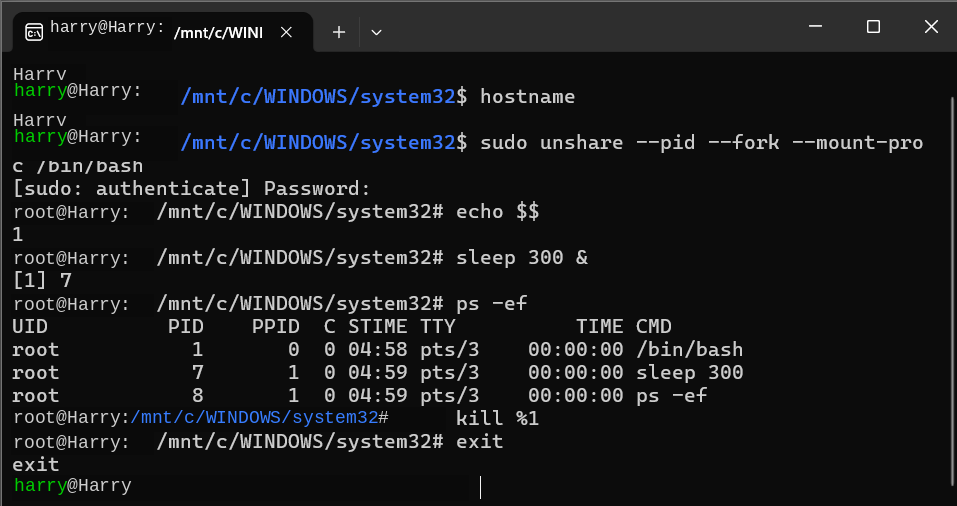 harry@Harry: /mnt/c/WINI
Harry
harry@Harry: /mnt/c/WINDOWS/system32$ hostname
Harry
harry@Harry: /mnt/c/WINDOWS/system32$ sudo unshare --pid --fork --mount-pro
c /bin/bash
[sudo: authenticate] Password:
root@Harry: /mnt/c/WINDOWS/system32# echo $$
1
root@Harry: /mnt/c/WINDOWS/system32# sleep 300 &
[1] 7
root@Harry: /mnt/c/WINDOWS/system32# ps -ef
UID          PID    PPID  C STIME TTY          TIME CMD
root           1       0  0 04:58 pts/3    00:00:00 /bin/bash
root           7       1  0 04:59 pts/3    00:00:00 sleep 300
root           8       1  0 04:59 pts/3    00:00:00 ps -ef
root@Harry:/mnt/c/WINDOWS/system32# kill %1
root@Harry: /mnt/c/WINDOWS/system32# exit
exit
harry@Harry